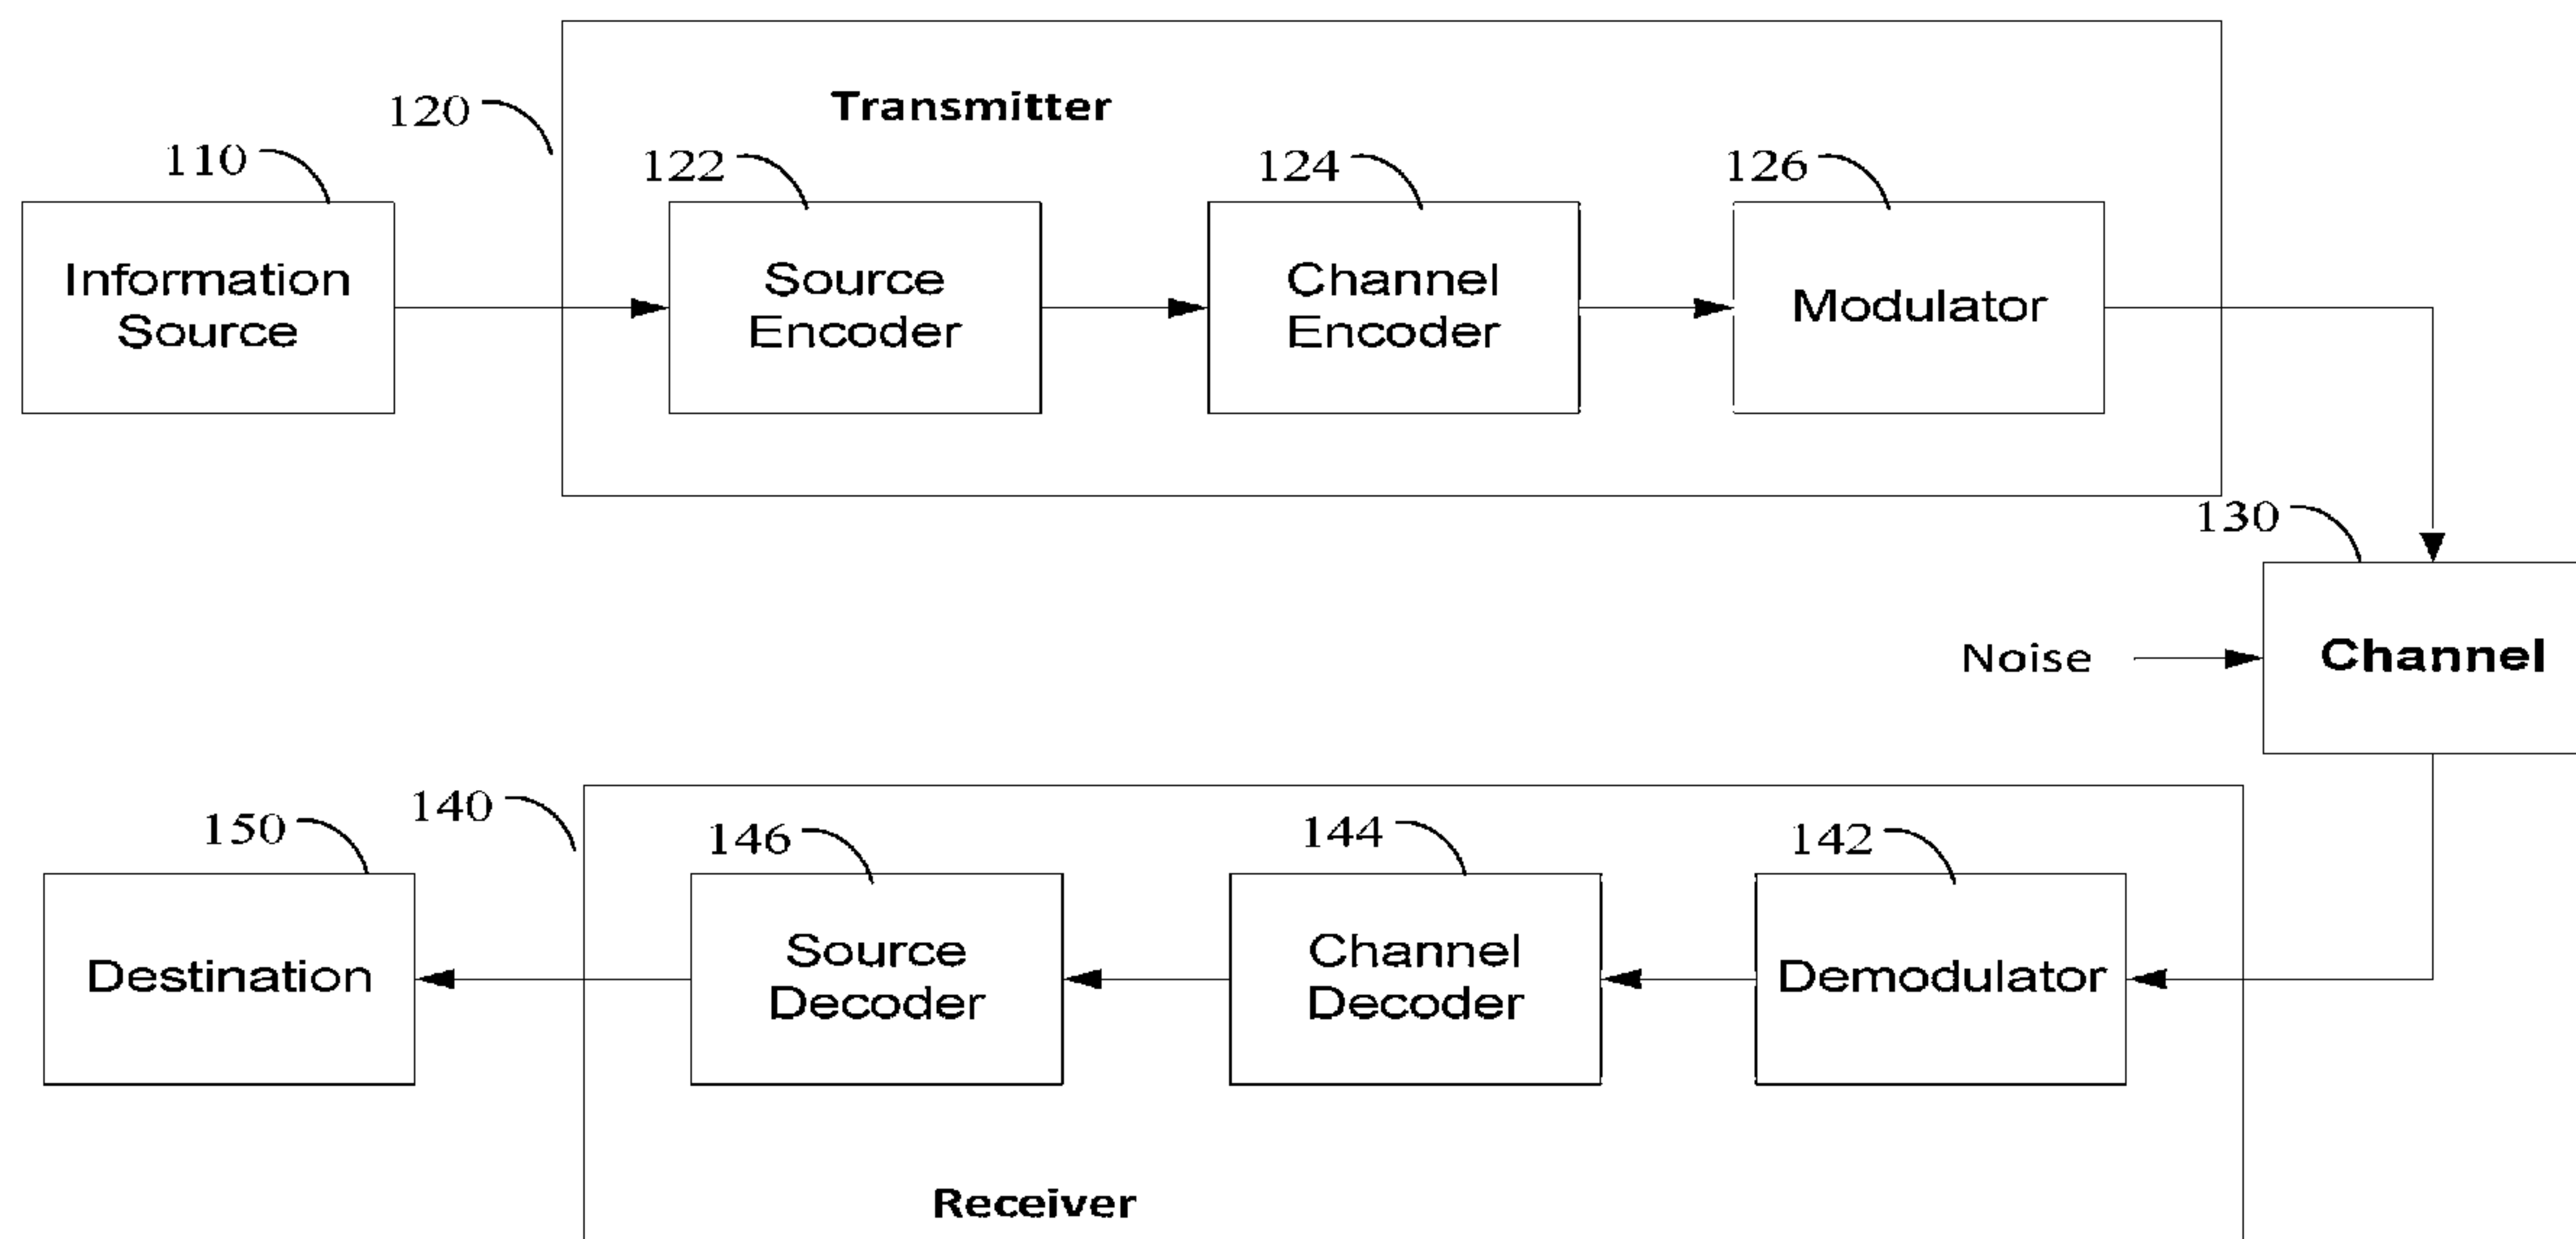 120
Transmitter
110
122
124
126
Information
Source
Source
Encoder
Channel
Encoder
Modulator
130
Noise
Channel
140
150
146
144
142
Destination
Source
Decoder
Channel
Decoder
Demodulator
Receiver